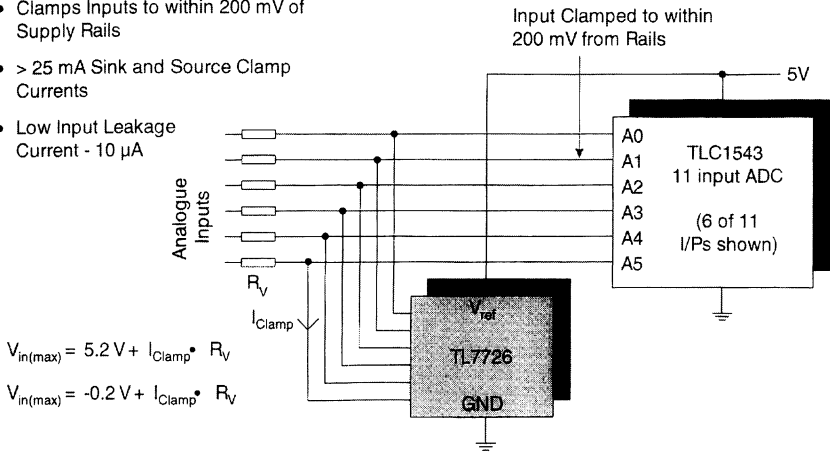 • Clamps Inputs to within 200 mV of
Supply Rails
• > 25 mA Sink and Source Clamp
Currents
• Low Input Leakage
Current - 10 µA
Input Clamped to within
200 mV from Rails
5V
Analogue
Inputs
A0
A1
A2
A3
A4
A5
TLC1543
11 input ADC
(6 of 11
I/Ps shown)
R_V
I_Clamp
V_ref
TL7726
GND
V_in(max) = 5.2 V + I_Clamp• R_V
V_in(max) = -0.2 V + I_Clamp• R_V